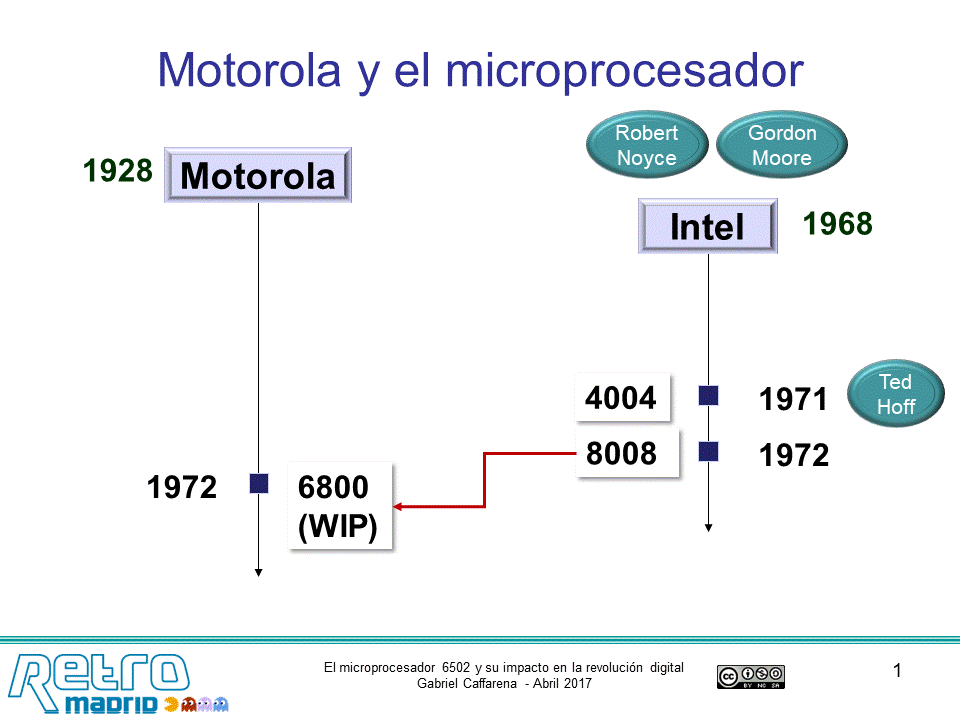 Motorola y el microprocesador
Robert
Noyce
Gordon
Moore
1928
Motorola
Intel
1968
4004
1971
Ted
Hoff
8008
1972
1972
6800
(WIP)
El microprocesador 6502 y su impacto en la revolución digital
Gabriel Caffarena - Abril 2017
1
RETRO
MADRID
cc
BY NC SA